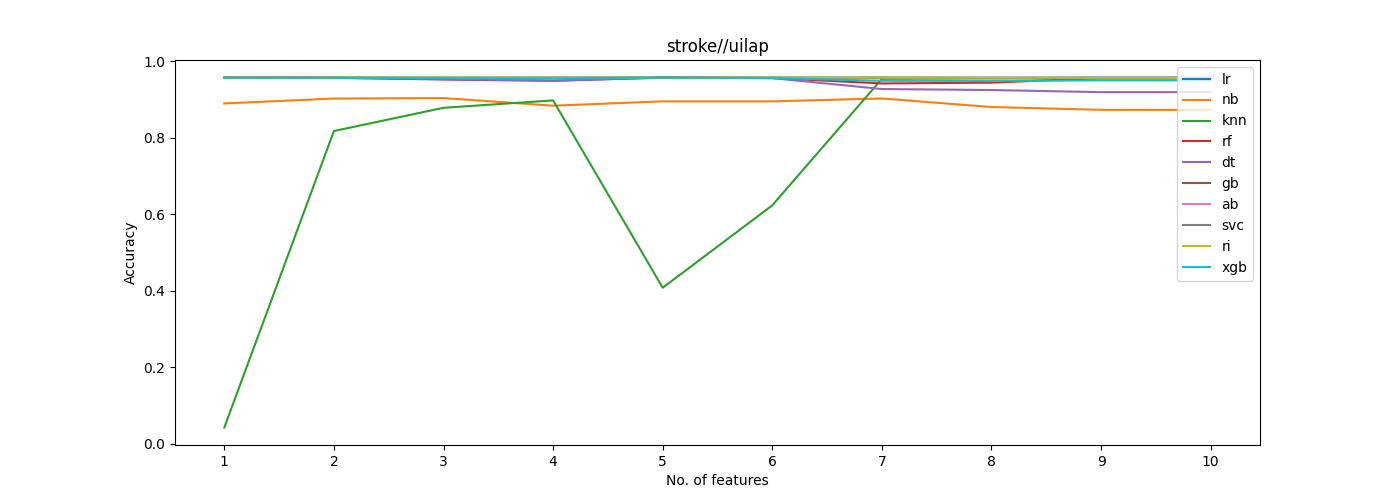 stroke//uilap
Accuracy
1.0
0.8
0.6
0.4
0.2
0.0
1 2 3 4 5 6 7 8 9 10
No. of features
lr
nb
knn
rf
dt
gb
ab
svc
ri
xgb